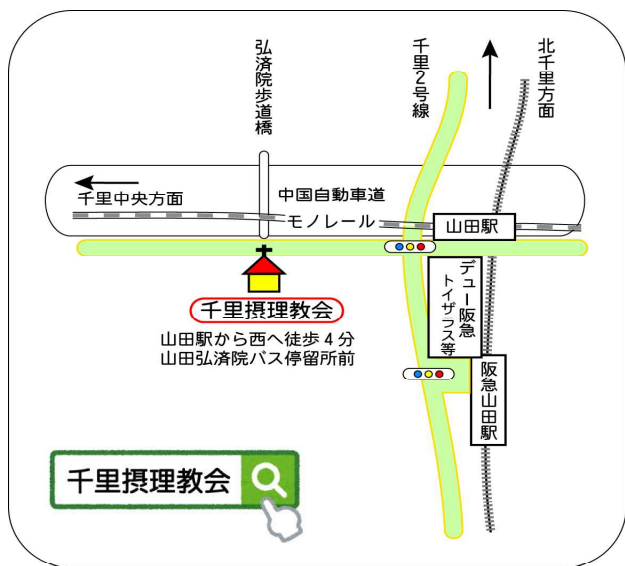 弘済院歩道橋
千里2号線
北千里方面
千里中央方面
中国自動車道
モノレール
山田駅
千里摂理教会
山田駅から西へ徒歩4分
山田弘済院バス停留所前
デュー阪急
トイザラス等
阪急山田駅
千里摂理教会